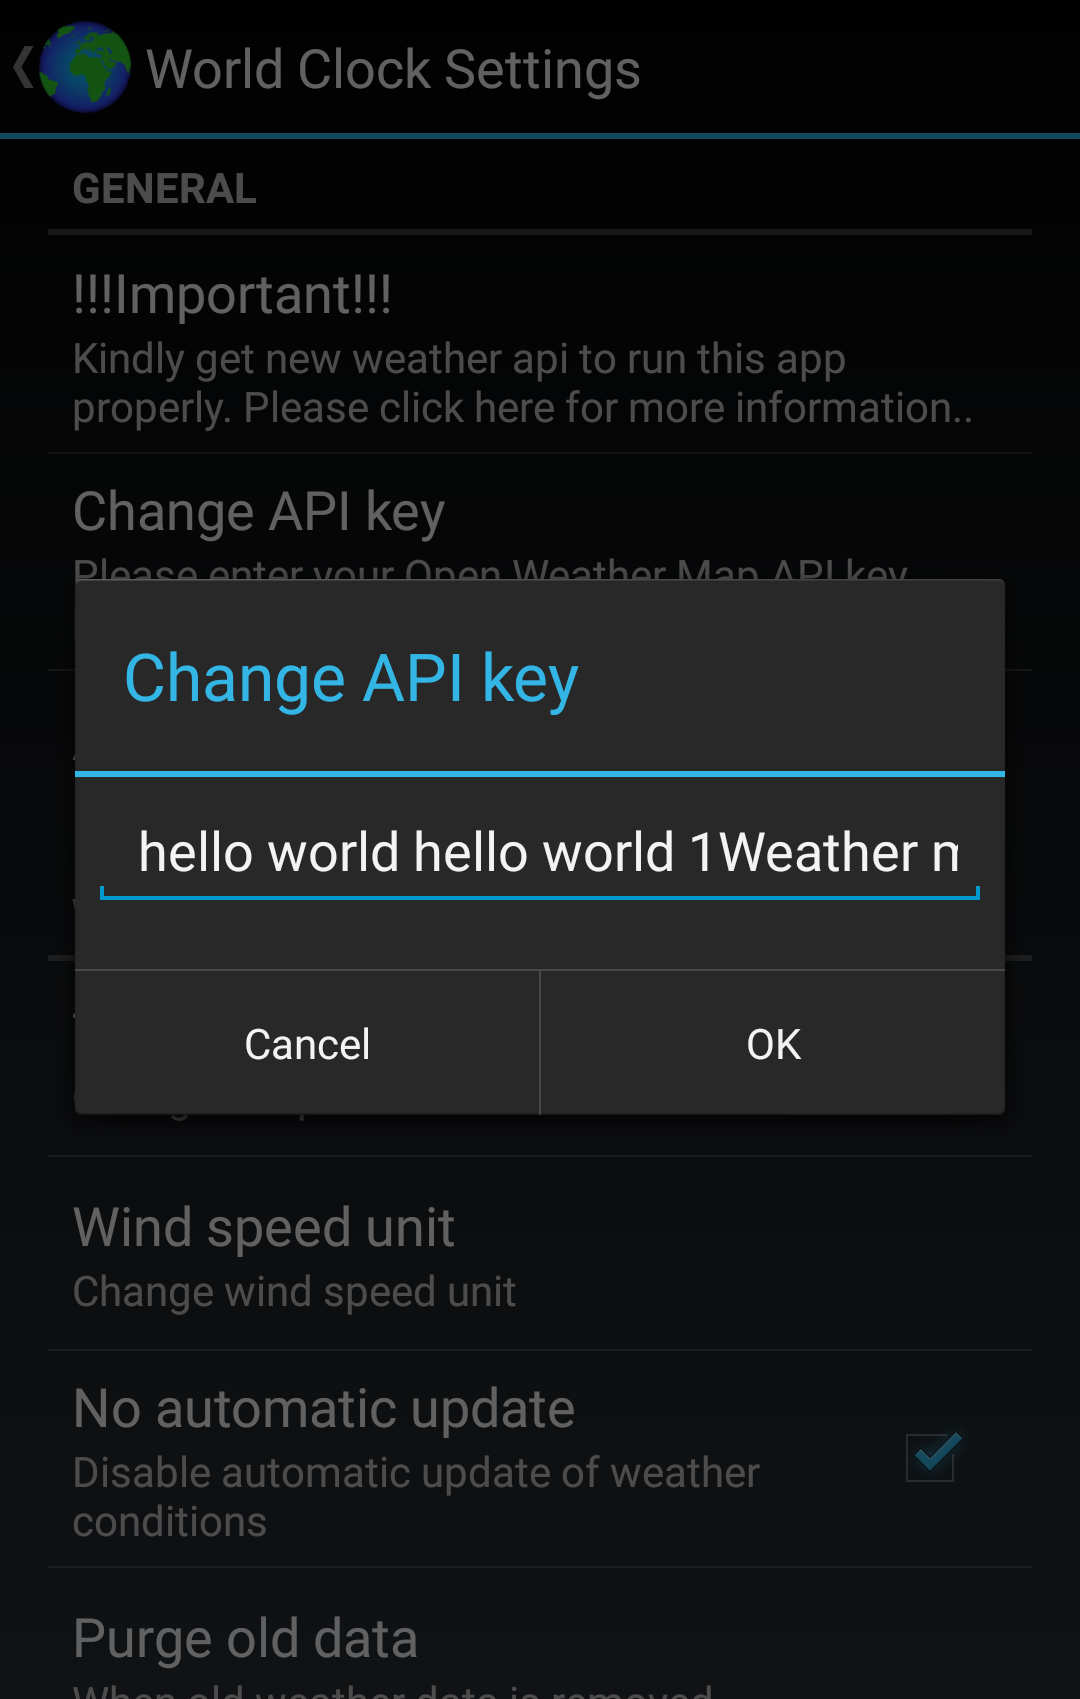 World Clock Settings
GENERAL
!!!Important!!!
Kindly get new weather api to run this app
properly. Please click here for more information..
Change API key
Please enter your Open Weather Map API key
Change API key
hello world hello world 1Weather
Cancel
OK
Wind speed unit
Change wind speed unit
No automatic update
Disable automatic update of weather
conditions
Purge old data
When old weather data is removed